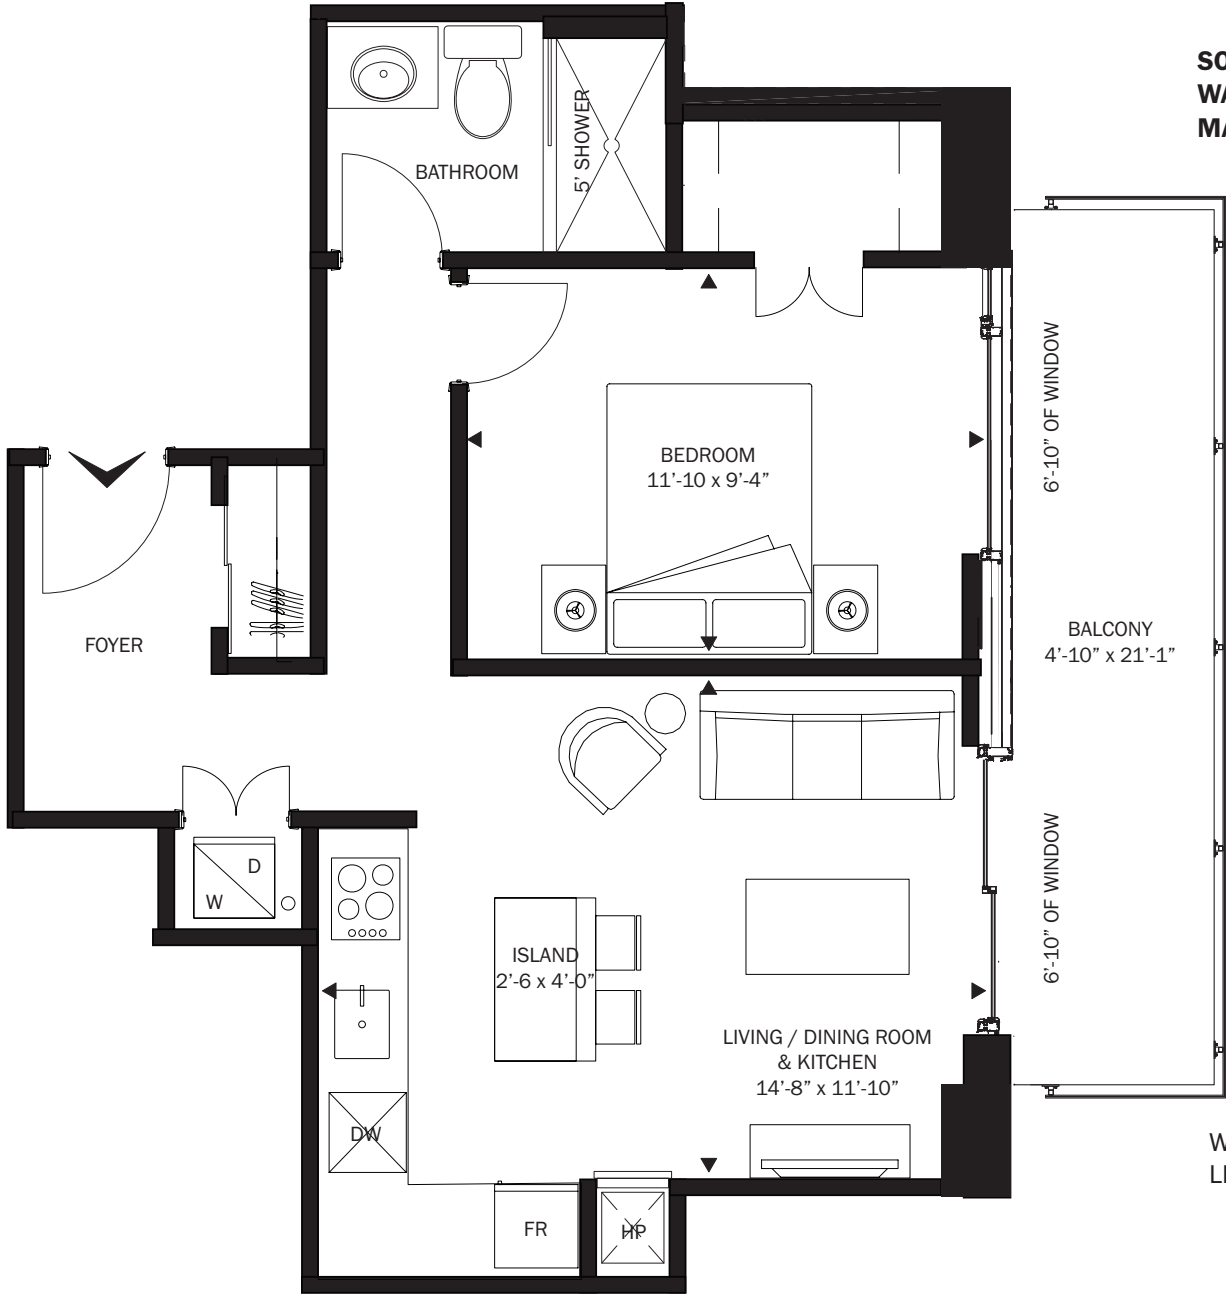 BATHROOM
5' SHOWER
BEDROOM
11'-10 x 9'-4”
6'-10” OF WINDOW
FOYER
BALCONY
4'-10” x 21'-1”
D
W
ISLAND
2'-6 x 4'-0”
6'-10” OF WINDOW
LIVING / DINING ROOM
& KITCHEN
14'-8” x 11'-10”
DW
FR
HP